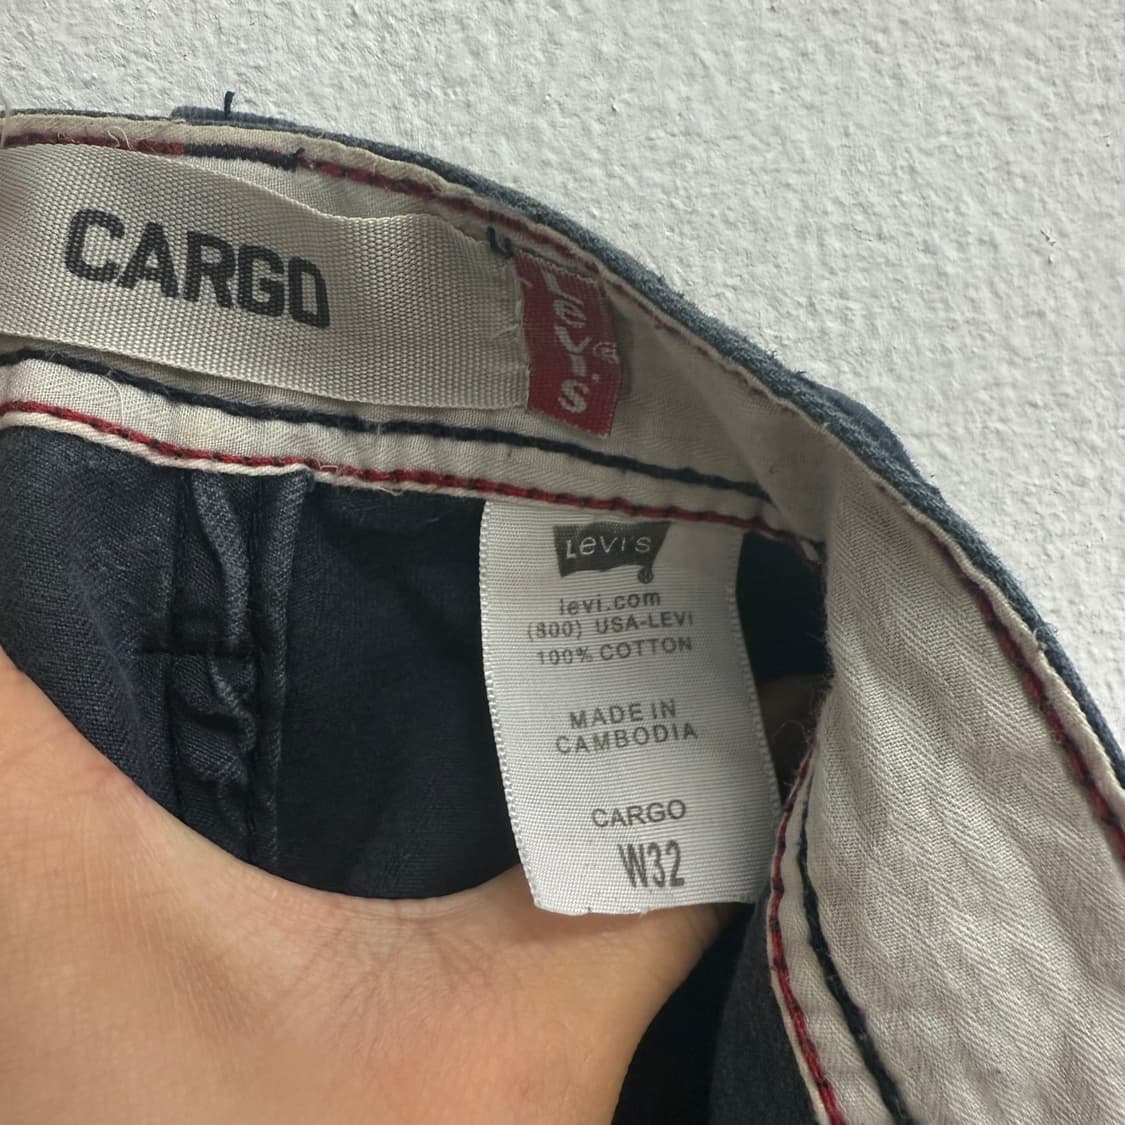 CARGO
LEVI'S
®
Levi's
levi.com
(800) USA-LEVI
100% COTTON
MADE IN
CAMBODIA
CARGO
W32